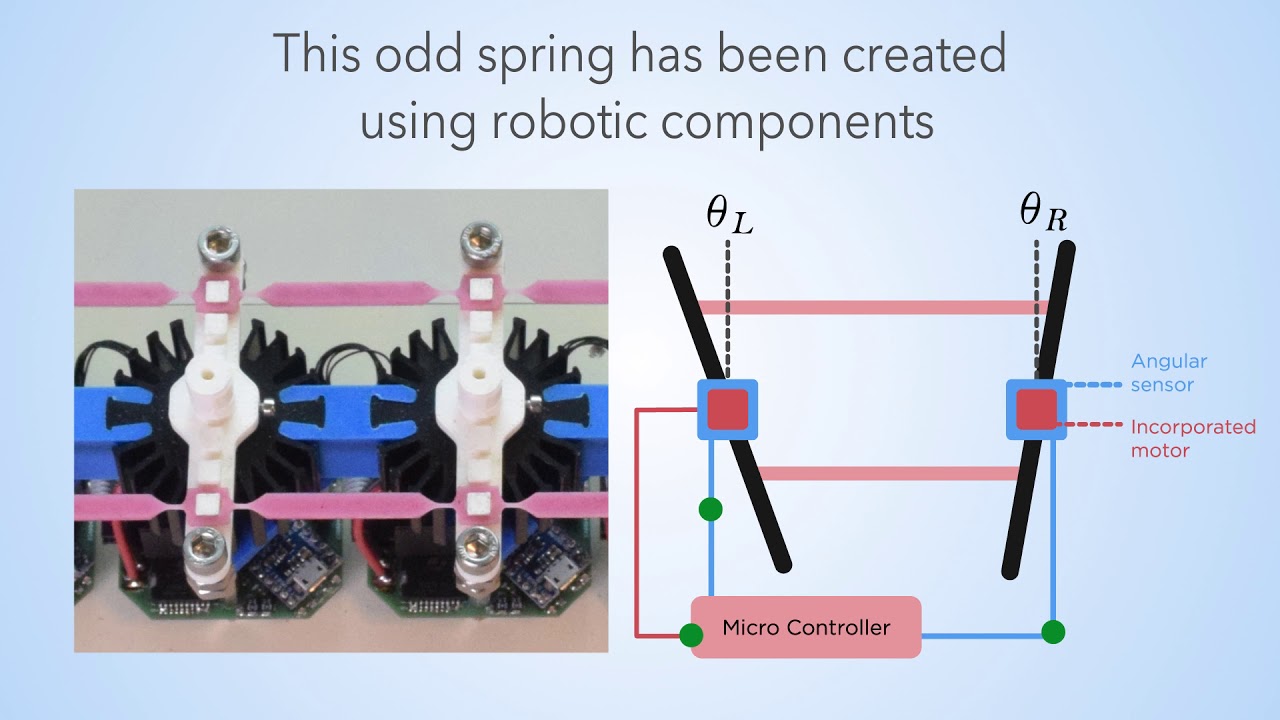 This odd spring has been created
using robotic components
θL
θR
Angular
sensor
Incorporated
motor
Micro Controller